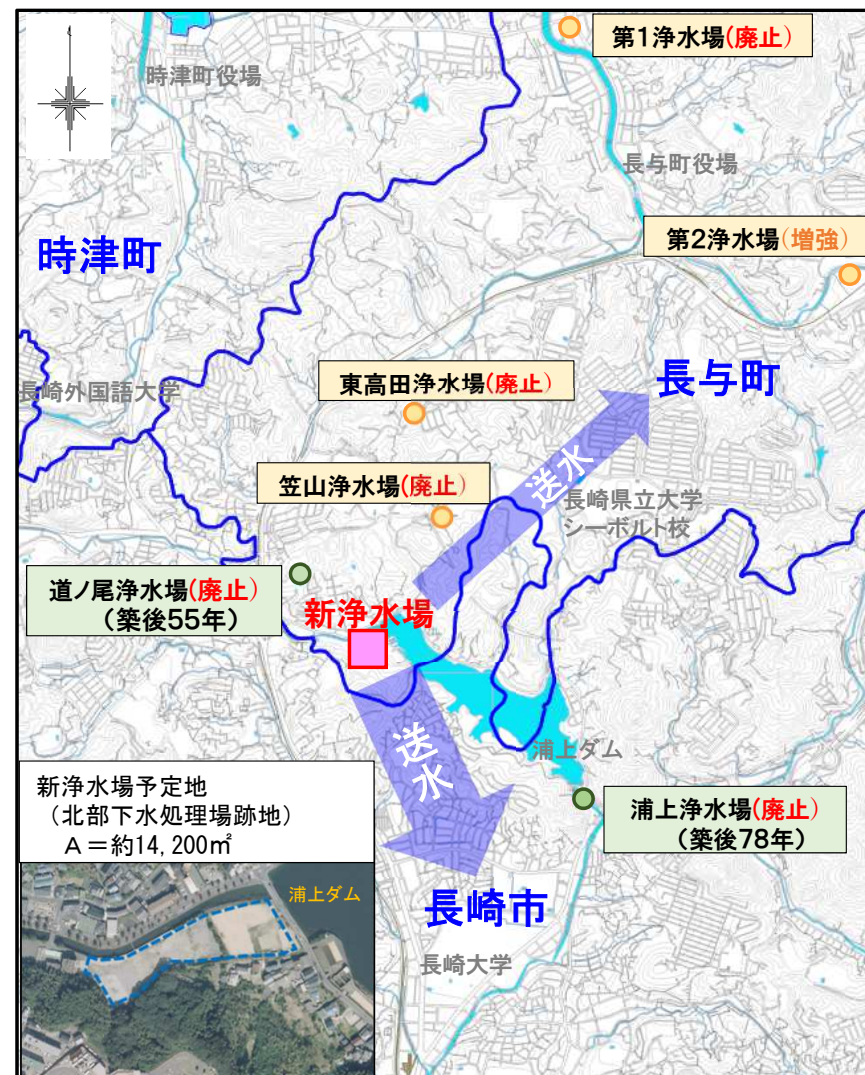 第1浄水場(廃止)
時津町役場
長与町役場
第2浄水場(増強)
時津町
長与町
東高田浄水場(廃止)
長崎外国語大学
送水
笠山浄水場(廃止)
長崎県立大学
シーボルト校
道ノ尾浄水場(廃止)
(築後55年)
新浄水場
送水
浦上ダム
新浄水場予定地
(北部下水処理場跡地)
A=約14,200㎡
浦上浄水場(廃止)
(築後78年)
浦上ダム
長崎市
長崎大学